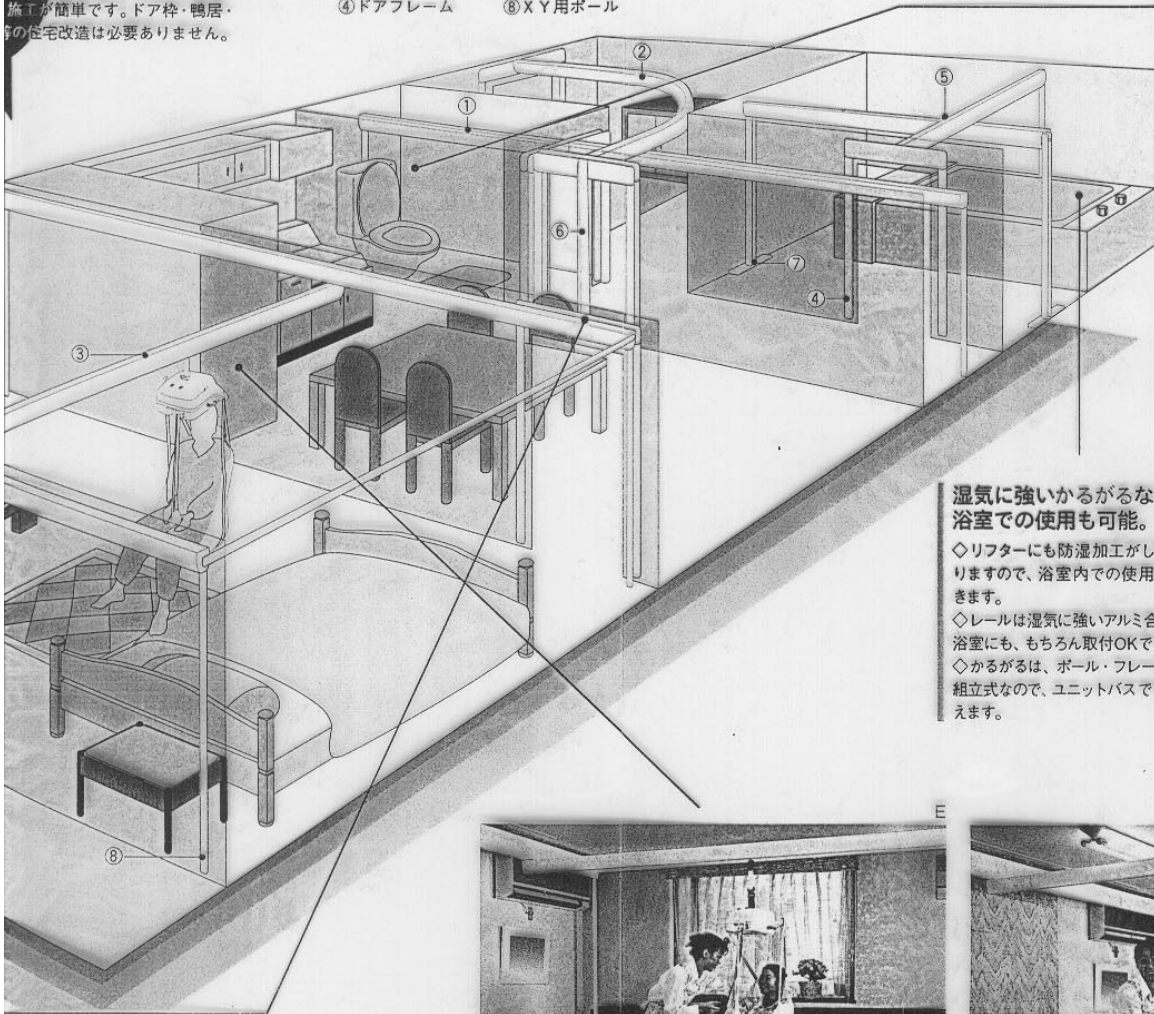 施工が簡単です。ドア枠・鴨居・
等の住宅改造は必要ありません。
④ドアフレーム
⑧XY用ポール
②
⑤
①
⑥
⑦
④
③
⑧
湿気に強いかるがるな
浴室での使用も可能。
◇リフターにも防湿加工がし
りますので、浴室内での使用
きます。
◇レールは湿気に強いアルミ合
浴室にも、もちろん取付OKで
◇かるがるは、ポール・フレー
組立式なので、ユニットバスで
えます。
E